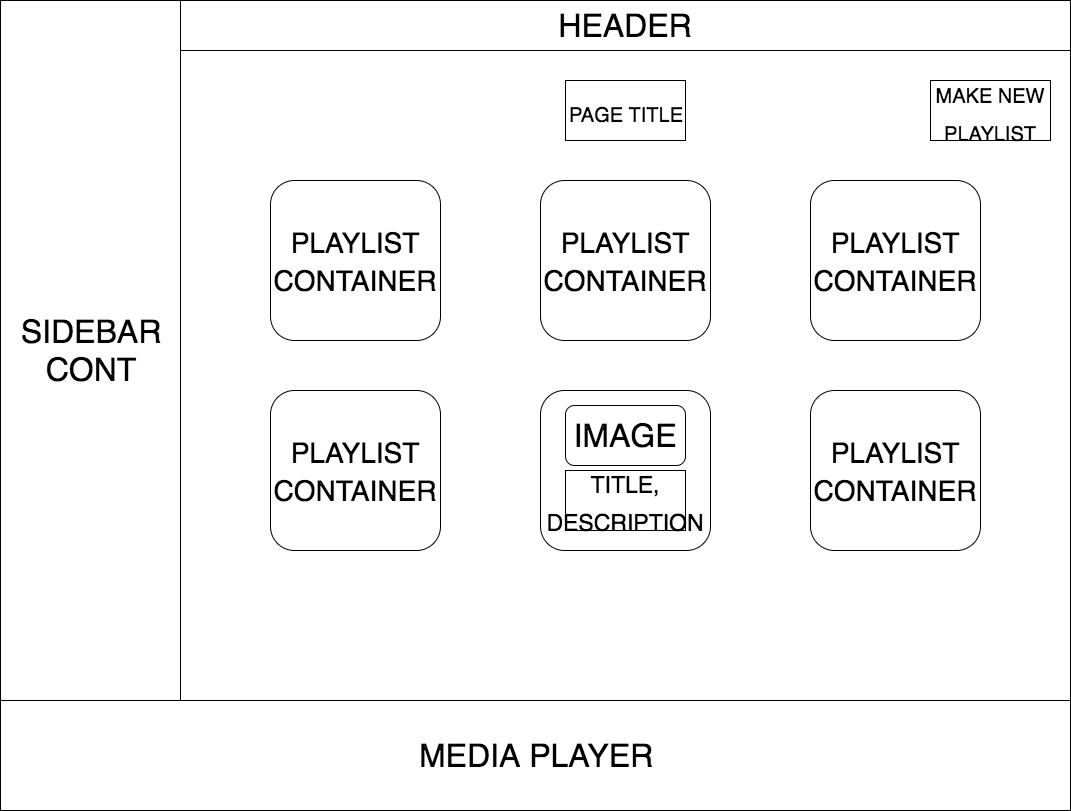 HEADER
PAGE TITLE
MAKE NEW
PLAYLIST
PLAYLIST
CONTAINER
PLAYLIST
CONTAINER
PLAYLIST
CONTAINER
SIDEBAR
CONT
PLAYLIST
CONTAINER
IMAGE
TITLE,
DESCRIPTION
PLAYLIST
CONTAINER
MEDIA PLAYER